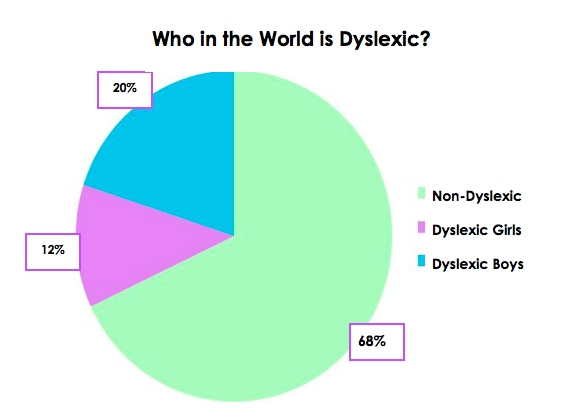 Who in the World is Dyslexic?
20%
12%
68%
Non-Dyslexic
Dyslexic Girls
Dyslexic Boys